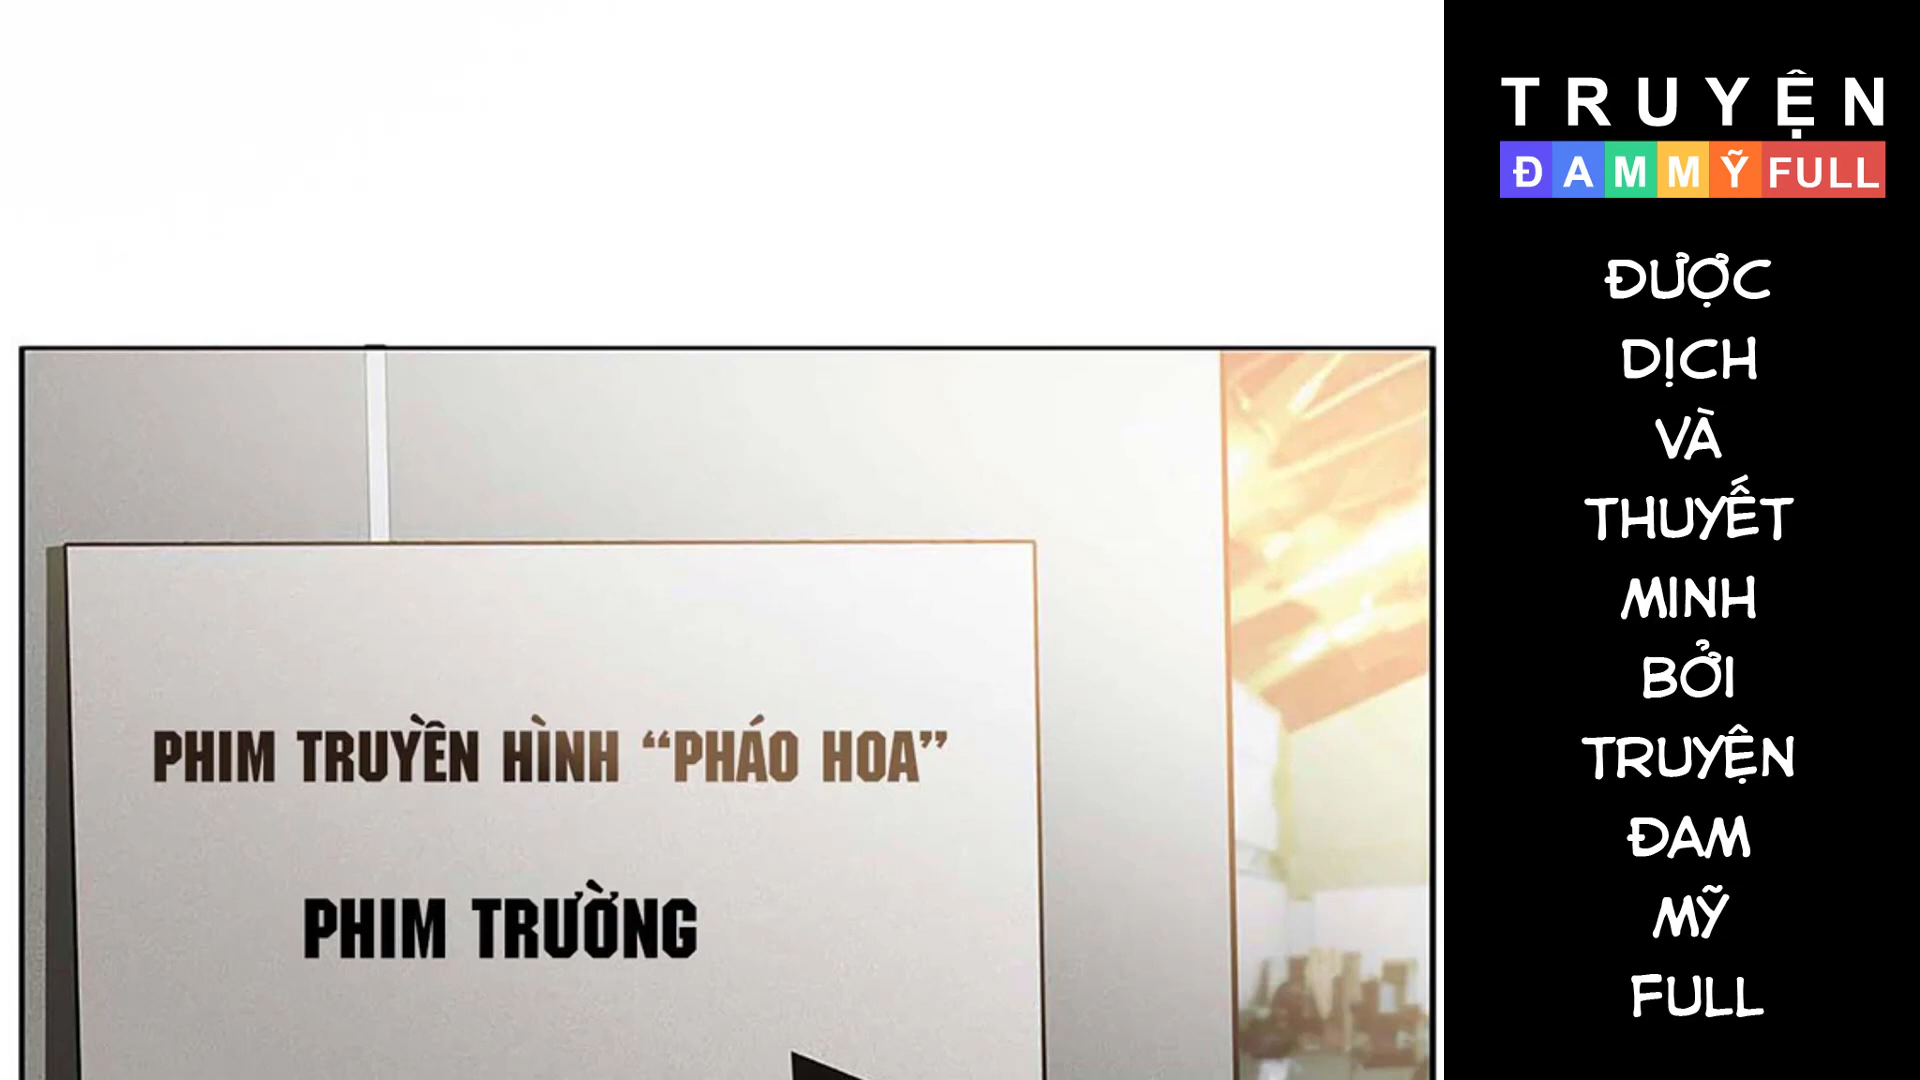 PHIM TRUYỀN HÌNH “PHÁO HOA”
PHIM TRƯỜNG
TRUYỆN
ĐAMMỸFULL
ĐƯỢC
DỊCH
VÀ
THUYẾT
MINH
BỞI
TRUYỆN
ĐAM
MỸ
FULL